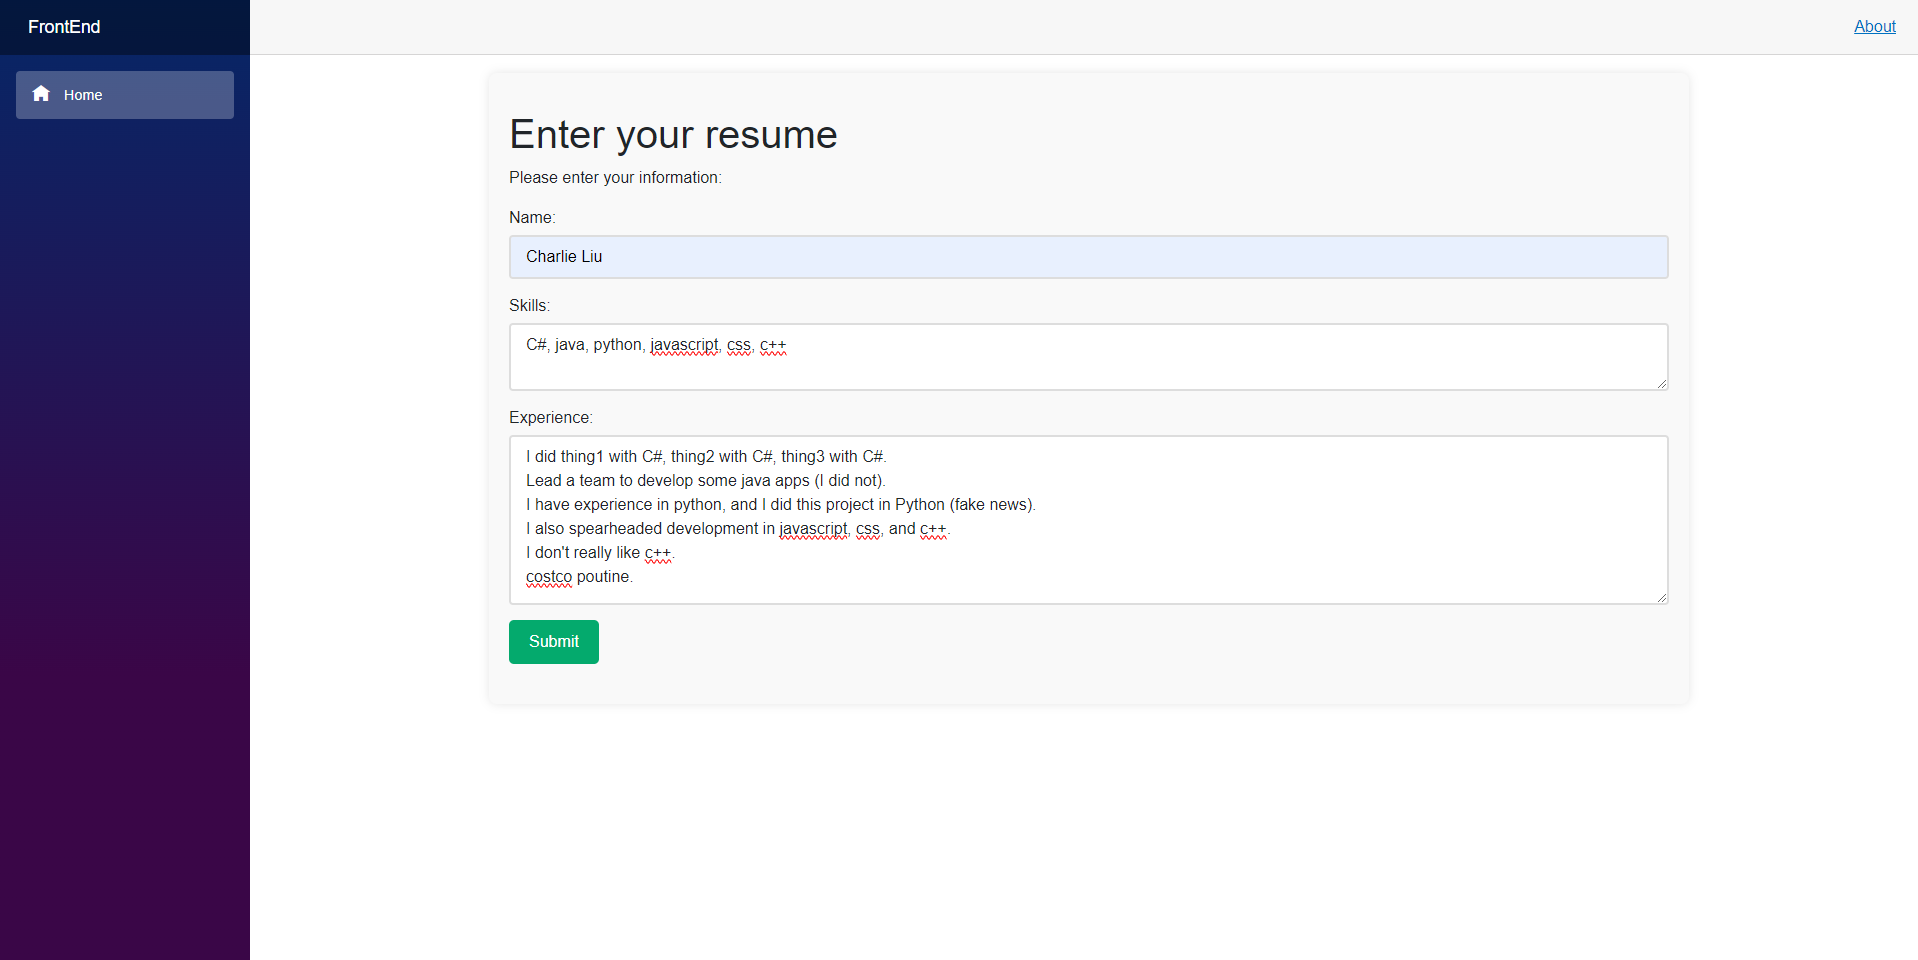 FrontEnd
About
Home
Enter your resume
Please enter your information:
Name:
Charlie Liu
Skills:
C#, java, python, javascript, css, c++
Experience:
I did thing1 with C#, thing2 with C#, thing3 with C#.
Lead a team to develop some java apps (I did not).
I have experience in python, and I did this project in Python (fake news).
I also spearheaded development in javascript, css, and c++.
I don't really like c++.
costco poutine.
Submit